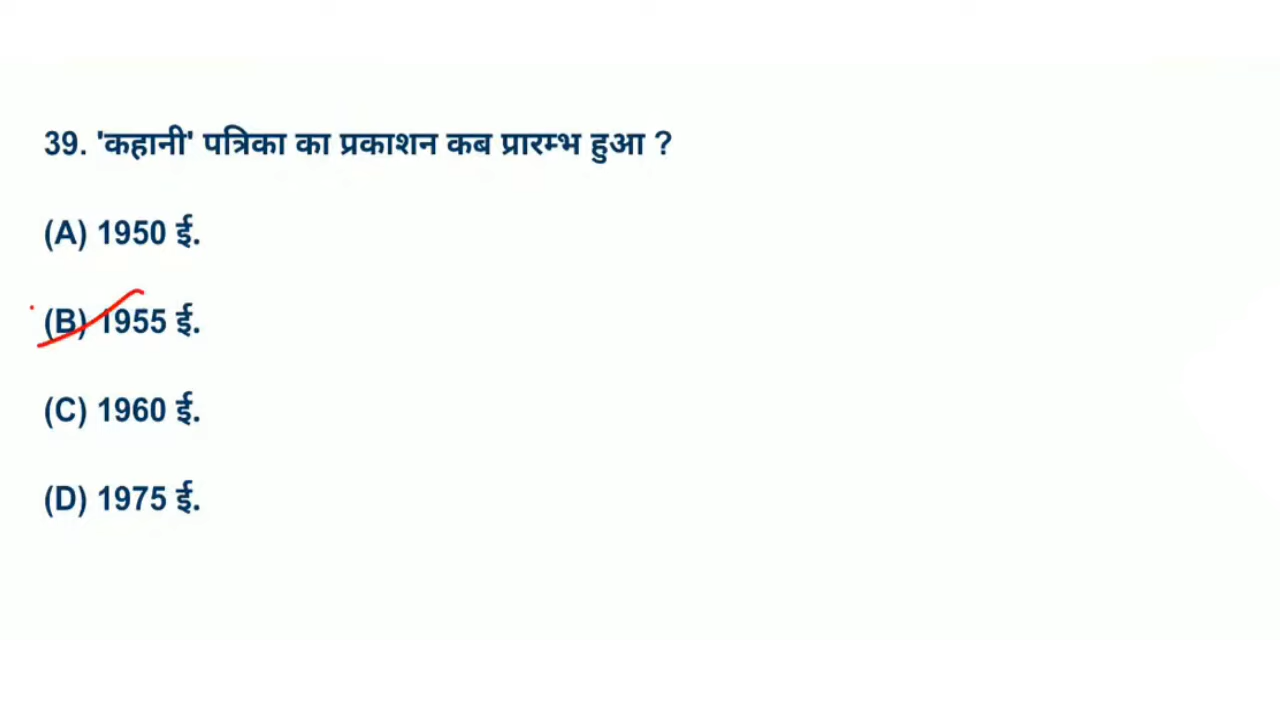 39. 'कहानी' पत्रिका का प्रकाशन कब प्रारम्भ हुआ ?
(A) 1950 ई.
(B) 1955 ई.
(C) 1960 ई.
(D) 1975 ई.